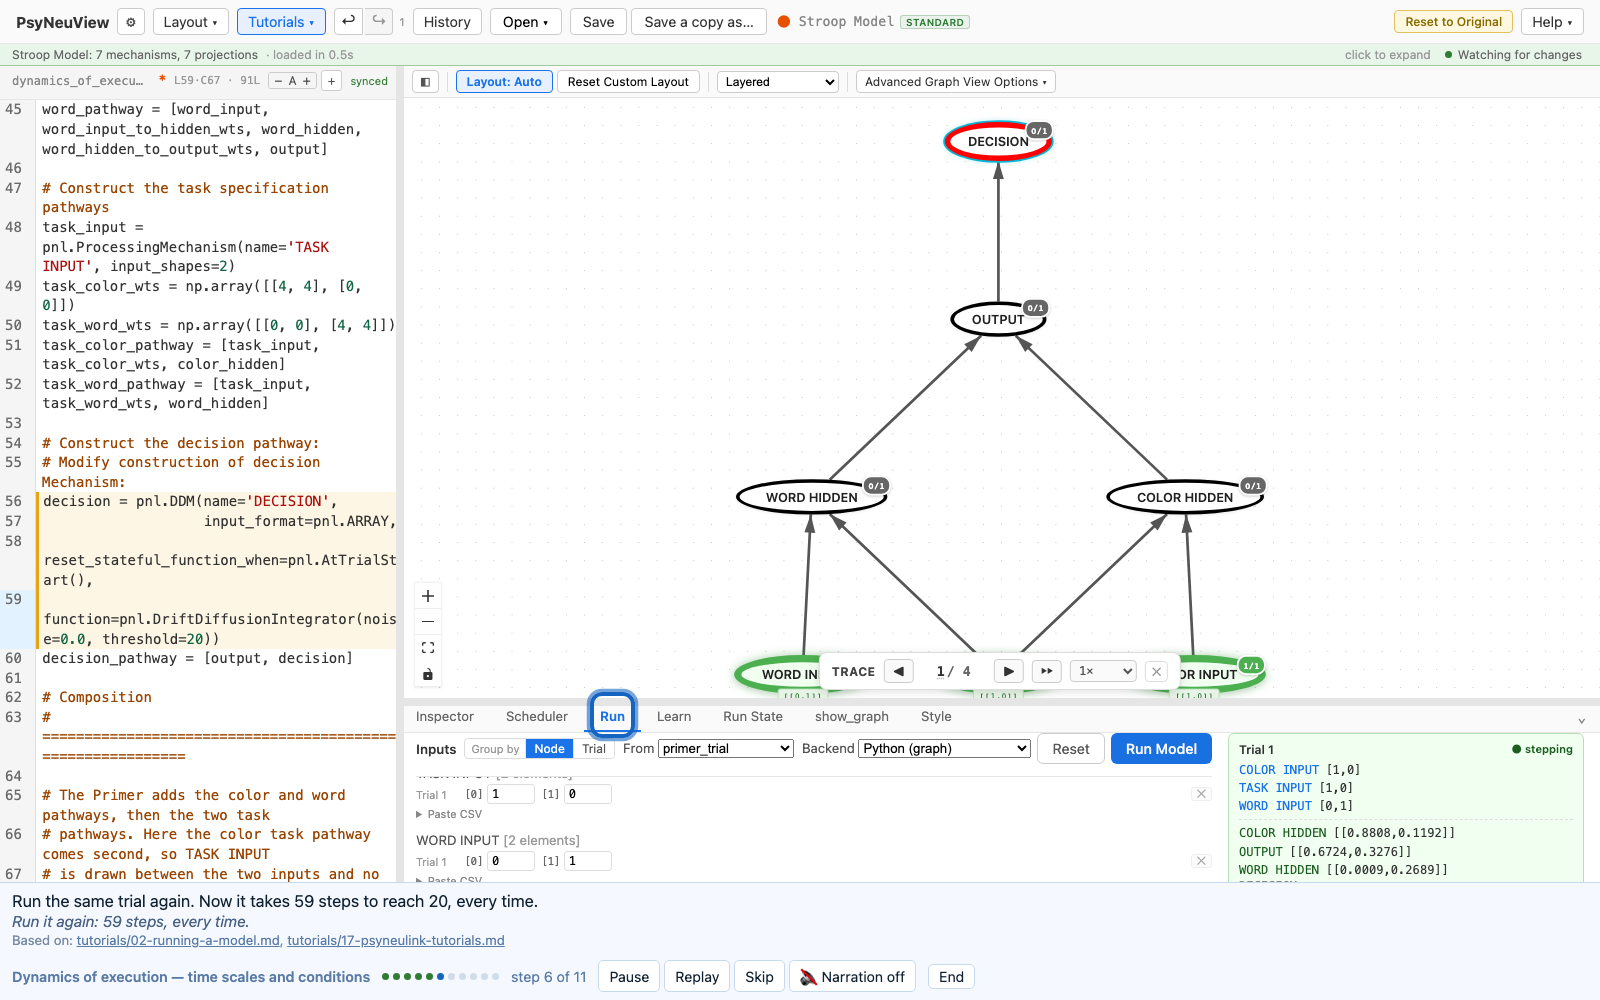 PsyNeuView ⚙ Layout ▾ Tutorials ▾ ↩ ↪ 1 History Open ▾ Save Save a copy as... Stroop Model STANDARD Reset to Original Help ▾
Stroop Model: 7 mechanisms, 7 projections · loaded in 0.5s click to expand Watching for changes
dynamics_of_execu... * L59·C67 · 91L − A + + synced
Layout: Auto Reset Custom Layout Layered Advanced Graph View Options ▾
45 word_pathway = [word_input,
word_input_to_hidden_wts, word_hidden,
word_hidden_to_output_wts, output]
46
47 # Construct the task specification
pathways
48 task_input =
pnl.ProcessingMechanism(name='TASK
INPUT', input_shapes=2)
49 task_color_wts = np.array([[4, 4], [0,
0]])
50 task_word_wts = np.array([[0, 0], [4, 4]])
51 task_color_pathway = [task_input,
task_color_wts, color_hidden]
52 task_word_pathway = [task_input,
task_word_wts, word_hidden]
53
54 # Construct the decision pathway:
55 # Modify construction of decision
Mechanism:
56 decision = pnl.DDM(name='DECISION',
57 input_format=pnl.ARRAY,
58
reset_stateful_function_when=pnl.AtTrialSt
art(),
59
function=pnl.DriftDiffusionIntegrator(nois
e=0.0, threshold=20))
60 decision_pathway = [output, decision]
61
62 # Composition
63 #
==========================================
=================
64
65 # The Primer adds the color and word
pathways, then the two task
66 # pathways. Here the color task pathway
comes second, so TASK INPUT
67 # is drawn between the two inputs and no
DECISION 0/1
OUTPUT 0/1
WORD HIDDEN 0/1
COLOR HIDDEN 0/1
WORD IN
OR INPUT 1/1
[[0,1]] [[1,0]] [[1,0]]
TRACE ◀ 1 / 4 ▶ ▶▶ 1× ×
Inspector Scheduler Run Learn Run State show_graph Style
Inputs Group by Node Trial From primer_trial Backend Python (graph) Reset Run Model
TASK INPUT [2 elements]
Trial 1 [0] 1 [1] 0
▶ Paste CSV
WORD INPUT [2 elements]
Trial 1 [0] 0 [1] 1
▶ Paste CSV
Trial 1 stepping
COLOR INPUT [1,0]
TASK INPUT [1,0]
WORD INPUT [0,1]
COLOR HIDDEN [[0.8808,0.1192]]
OUTPUT [[0.6724,0.3276]]
WORD HIDDEN [[0.0009,0.2689]]
Run the same trial again. Now it takes 59 steps to reach 20, every time.
Run it again: 59 steps, every time.
Based on: tutorials/02-running-a-model.md, tutorials/17-psyneulink-tutorials.md
Dynamics of execution — time scales and conditions step 6 of 11 Pause Replay Skip Narration off End